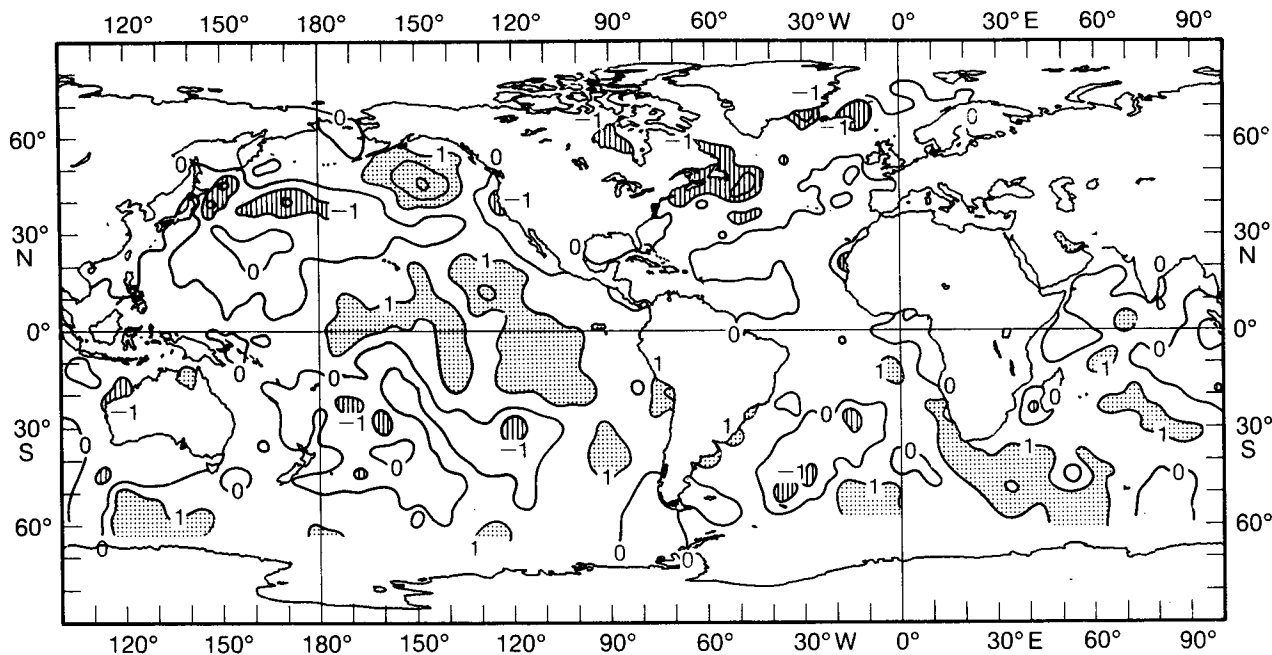 120° 150° 180° 150° 120° 90° 60° 30°W 0° 30°E 90°
−1
0 0
−1 −1
60° −1 60°
0 1 0
−1
−1
30° 30°
N 0 0 N
0
1
1
0° 0 0°
0 0
0 1 1
−1 0 0
−1 0 1
30° 0 1 1 30°
S −1 1 S
0 1 −1 0 0
0 1
60° 1 60°
0 1 0 0
120° 150° 180° 150° 120° 90° 60° 30°W 0° 30°E 60° 90°